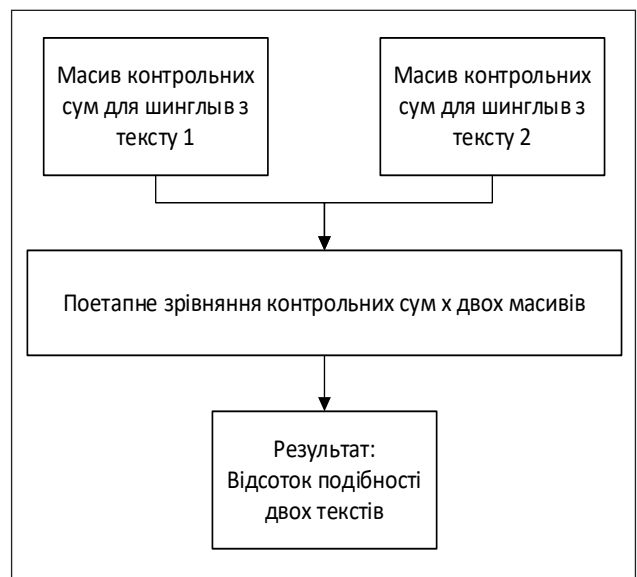 Масив контрольних
сум для шинглыв з
тексту 1
Масив контрольних
сум для шинглыв з
тексту 2
Поетапне зрівняння контрольних сум х двох масивів
Результат:
Відсоток подібності
двох текстів